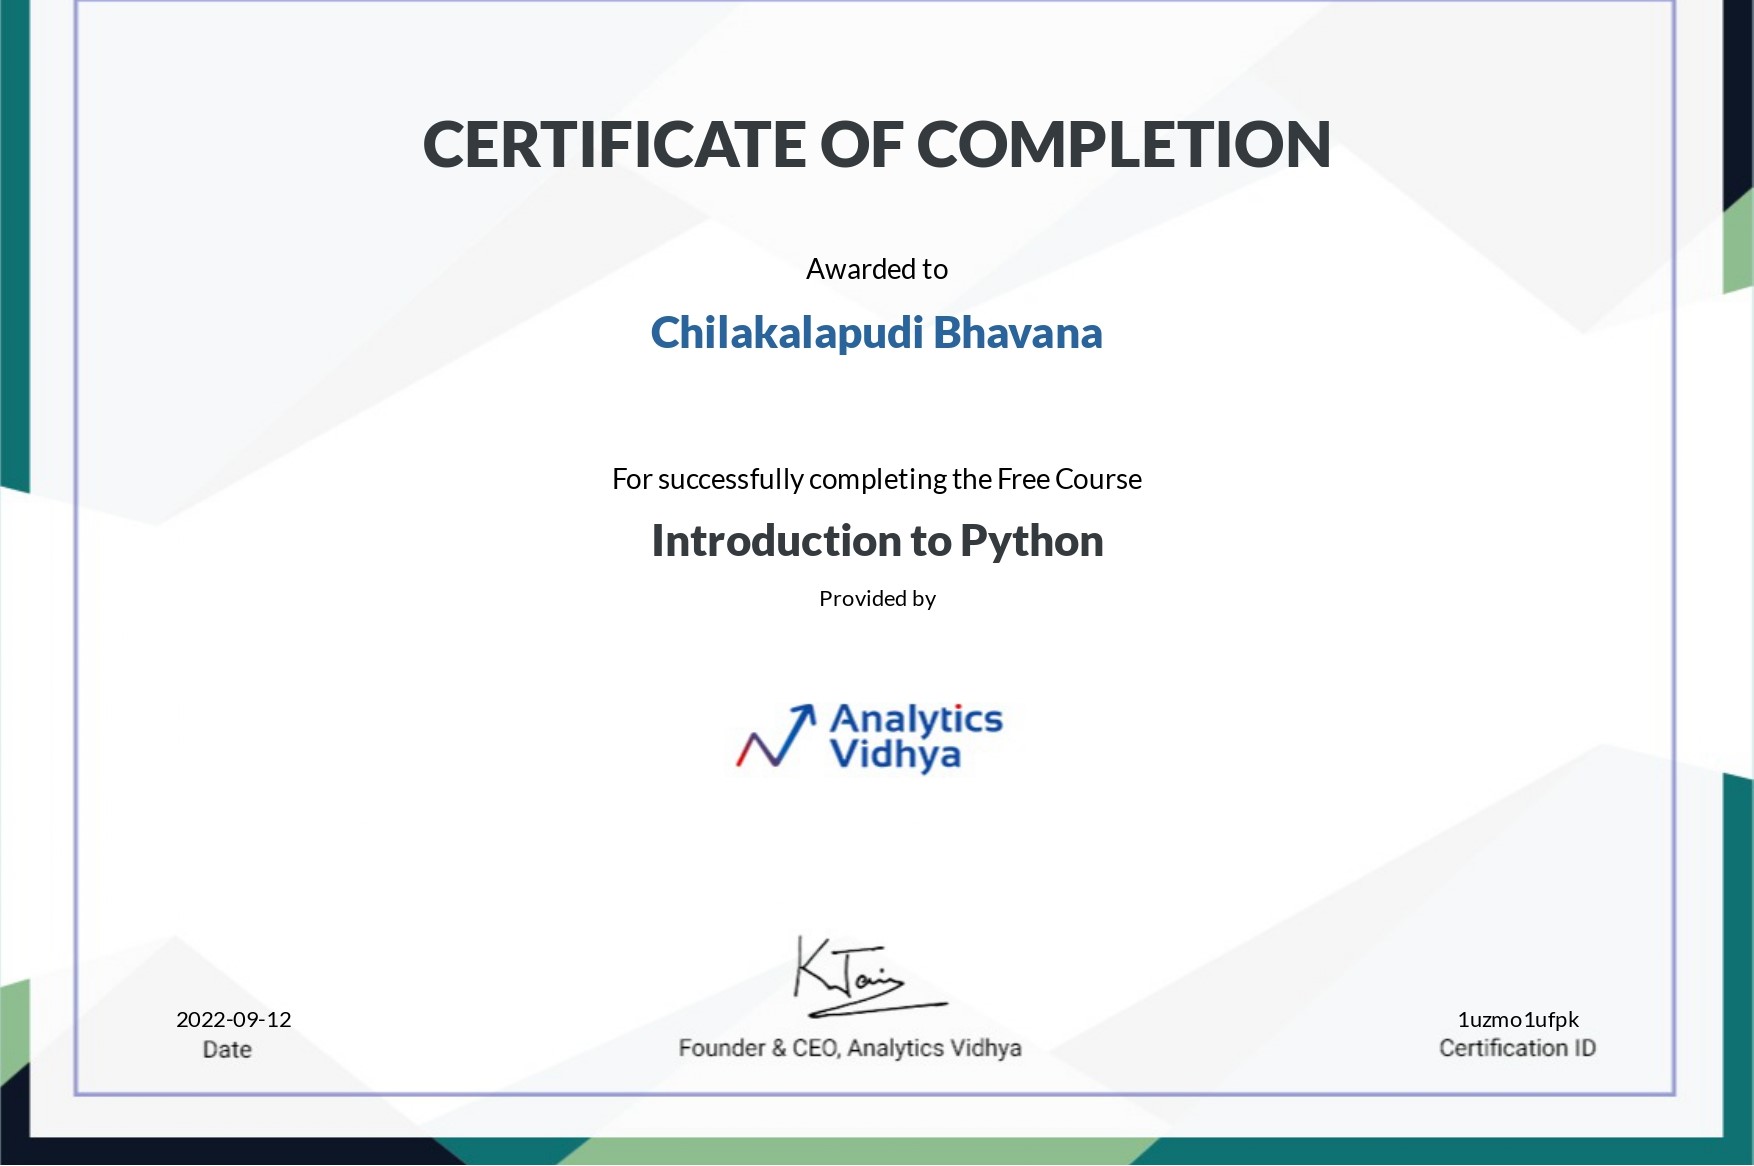 CERTIFICATE OF COMPLETION
Awarded to
Chilakalapudi Bhavana
For successfully completing the Free Course
Introduction to Python
Provided by
Analytics
Vidhya
KJain
2022-09-12
Date
Founder & CEO, Analytics Vidhya
1uzmo1ufpk
Certification ID